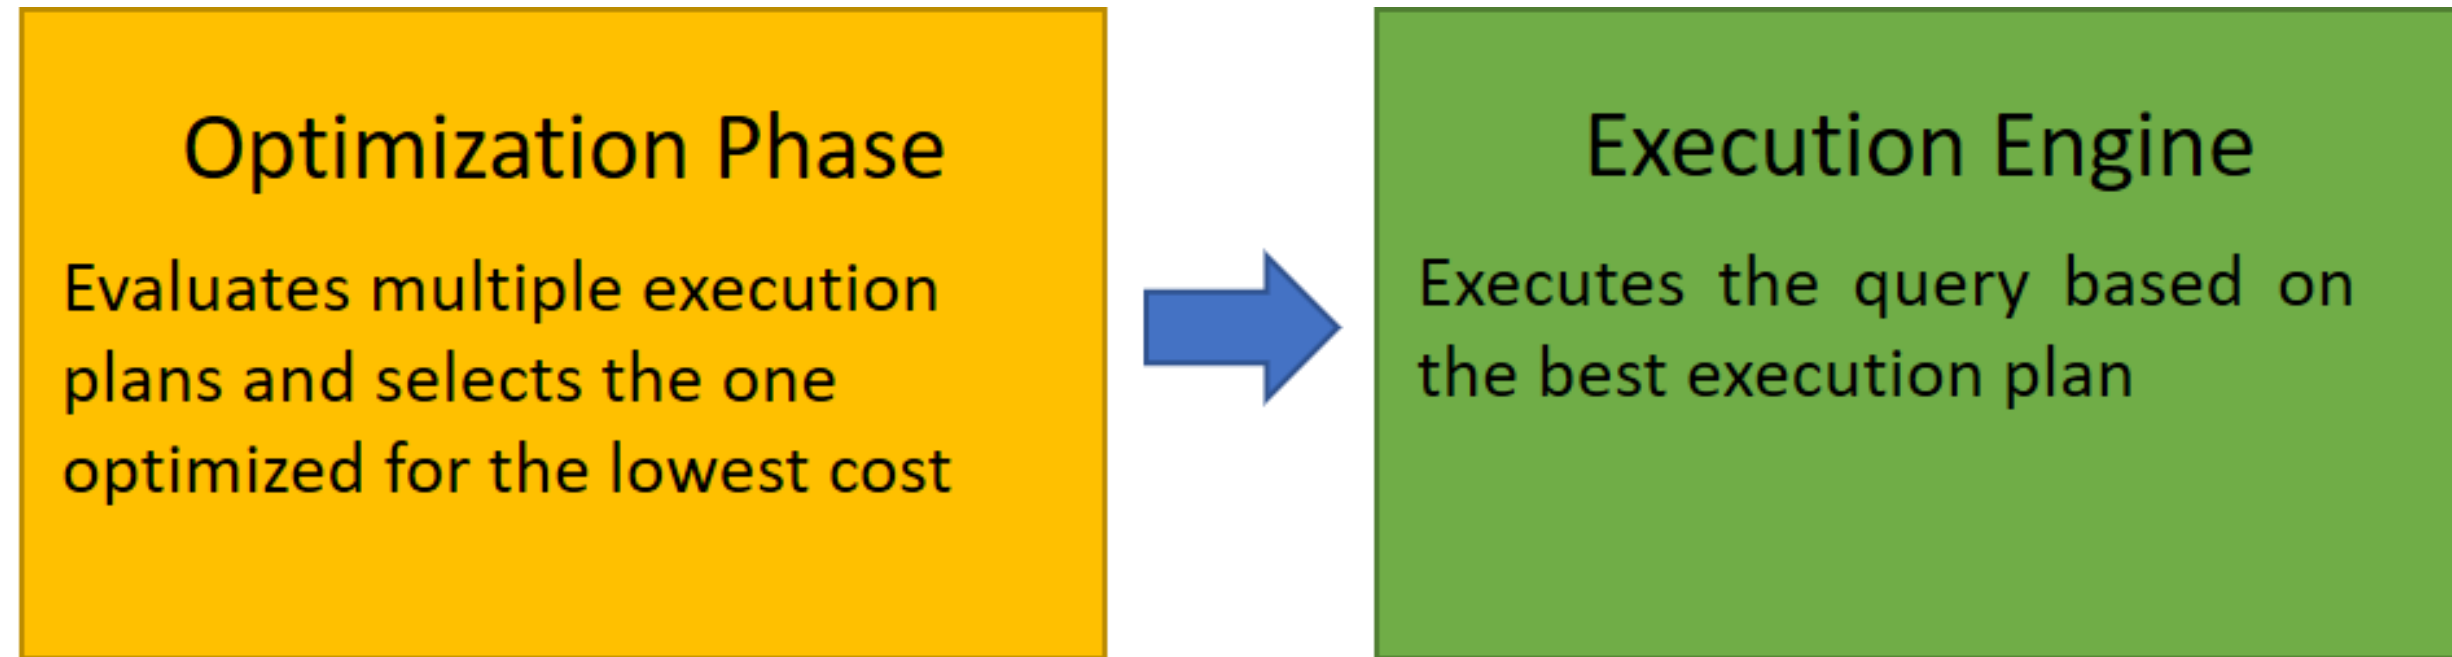 Optimization Phase
Evaluates multiple execution
plans and selects the one
optimized for the lowest cost
Execution Engine
Executes the query based on
the best execution plan